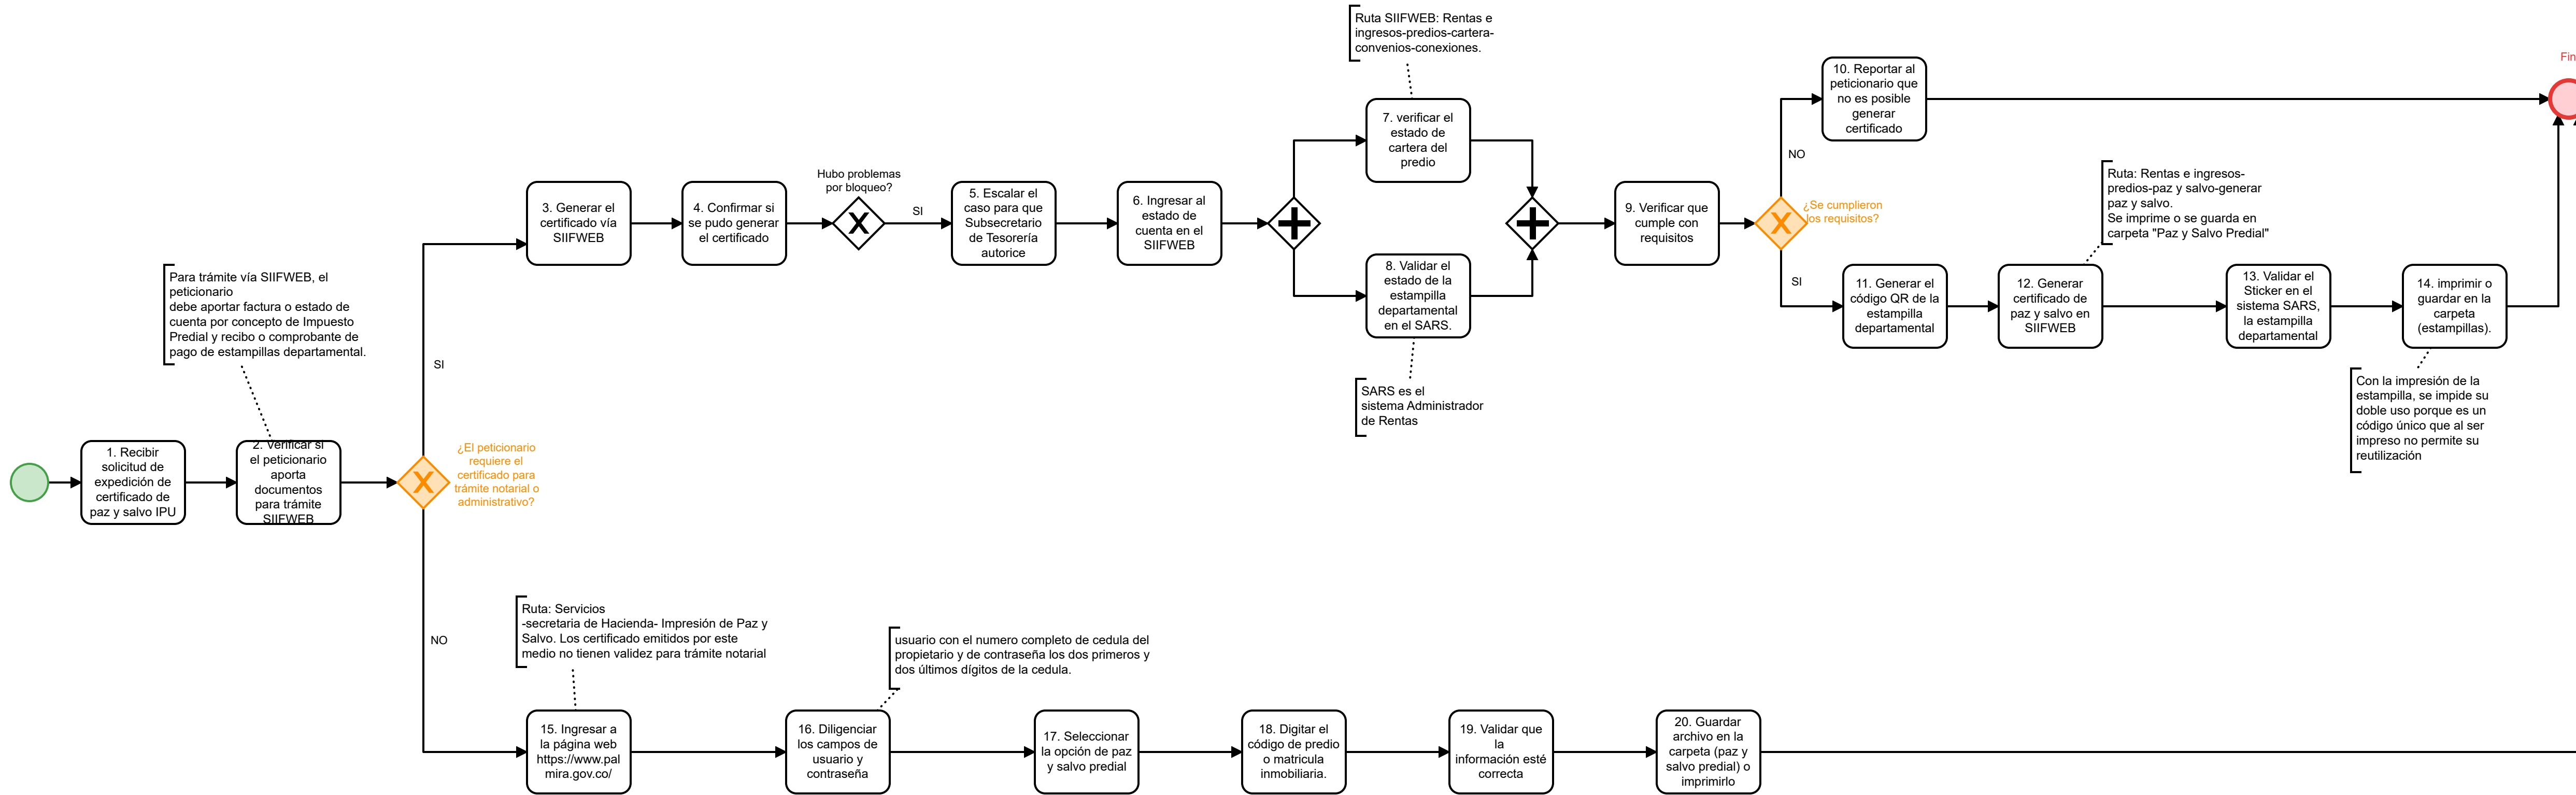 Ruta SIIFWEB: Rentas e
ingresos-predios-cartera-
convenios-conexiones.
Fin
10. Reportar al
peticionario que
no es posible
generar
certificado
7. verificar el
estado de
cartera del
predio
NO
Hubo problemas
por bloqueo?
Ruta: Rentas e ingresos-
predios-paz y salvo-generar
paz y salvo.
Se imprime o se guarda en
carpeta "Paz y Salvo Predial"
3. Generar el
certificado vía
SIIFWEB
4. Confirmar si
se pudo generar
el certificado
X
SI
5. Escalar el
caso para que
Subsecretario
de Tesorería
autorice
6. Ingresar al
estado de
cuenta en el
SIIFWEB
9. Verificar que
cumple con
requisitos
X
¿Se cumplieron
los requisitos?
Para trámite vía SIIFWEB, el
peticionario
debe aportar factura o estado de
cuenta por concepto de Impuesto
Predial y recibo o comprobante de
pago de estampillas departamental.
8. Validar el
estado de la
estampilla
departamental
en el SARS.
SI
11. Generar el
código QR de la
estampilla
departamental
12. Generar
certificado de
paz y salvo en
SIIFWEB
13. Validar el
Sticker en el
sistema SARS,
la estampilla
departamental
14. imprimir o
guardar en la
carpeta
(estampillas).
SI
SARS es el
sistema Administrador
de Rentas
Con la impresión de la
estampilla, se impide su
doble uso porque es un
código único que al ser
impreso no permite su
reutilización
1. Recibir
solicitud de
expedición de
certificado de
paz y salvo IPU
2. Verificar si
el peticionario
aporta
documentos
para trámite
SIIFWEB
X
¿El peticionario
requiere el
certificado para
trámite notarial o
administrativo?
NO
Ruta: Servicios
-secretaria de Hacienda- Impresión de Paz y
Salvo. Los certificado emitidos por este
medio no tienen validez para trámite notarial
usuario con el numero completo de cedula del
propietario y de contraseña los dos primeros y
dos últimos dígitos de la cedula.
15. Ingresar a
la página web
https://www.pal
mira.gov.co/
16. Diligenciar
los campos de
usuario y
contraseña
17. Seleccionar
la opción de paz
y salvo predial
18. Digitar el
código de predio
o matricula
inmobiliaria.
19. Validar que
la
información esté
correcta
20. Guardar
archivo en la
carpeta (paz y
salvo predial) o
imprimirlo